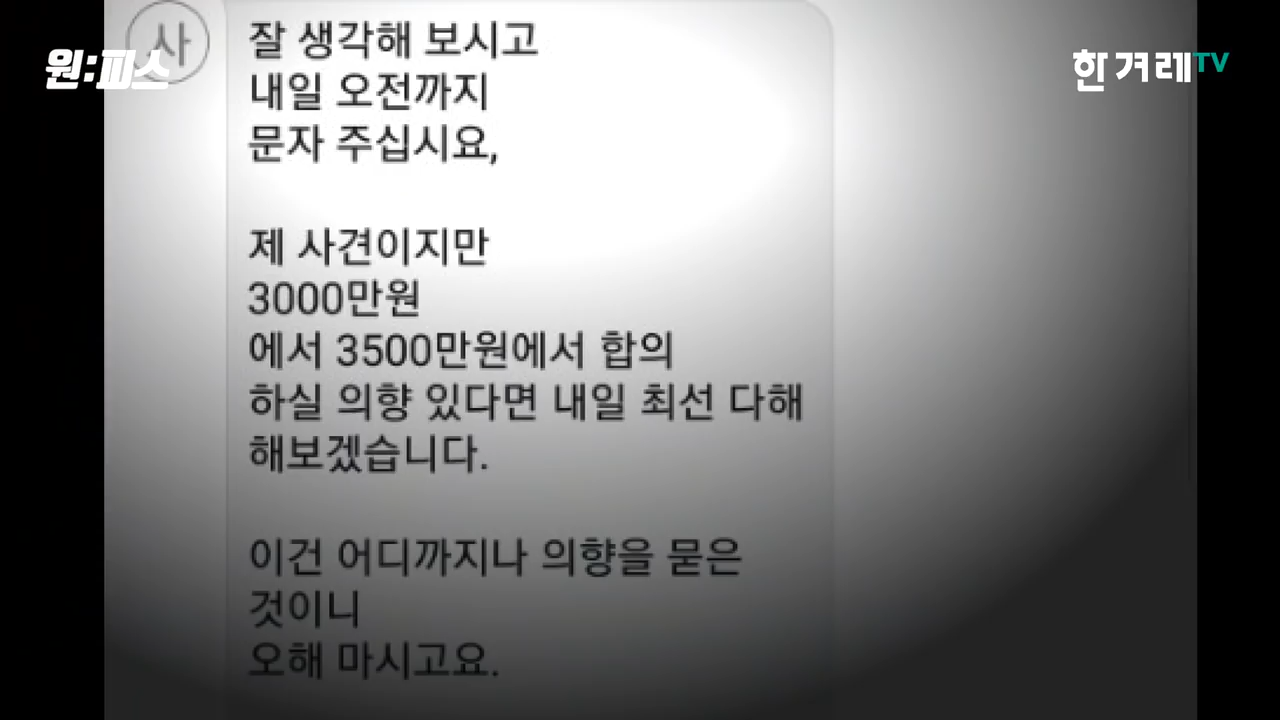 사
원:피스
한겨레TV
잘 생각해 보시고
내일 오전까지
문자 주십시요,
제 사견이지만
3000만원
에서 3500만원에서 합의
하실 의향 있다면 내일 최선 다해
해보겠습니다.
이건 어디까지나 의향을 묻은
것이니
오해 마시고요.